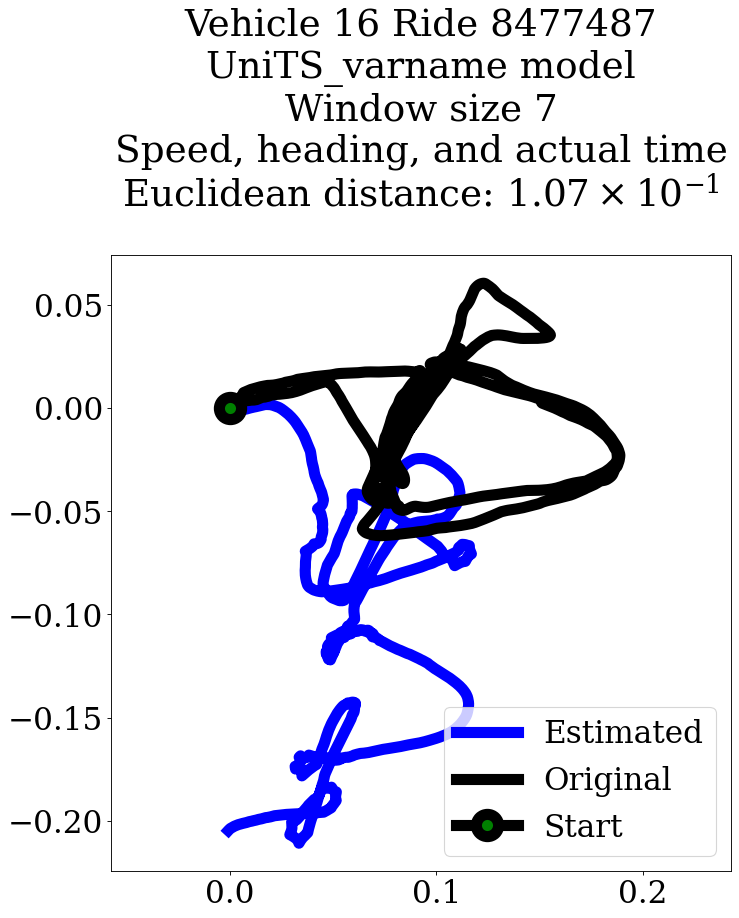 Vehicle 16 Ride 8477487
UniTS_varname model
Window size 7
Speed, heading, and actual time
Euclidean distance: 1.07 × 10⁻¹
0.05
0.00
−0.05
−0.10
−0.15
−0.20
Estimated
Original
Start
0.0 0.1 0.2